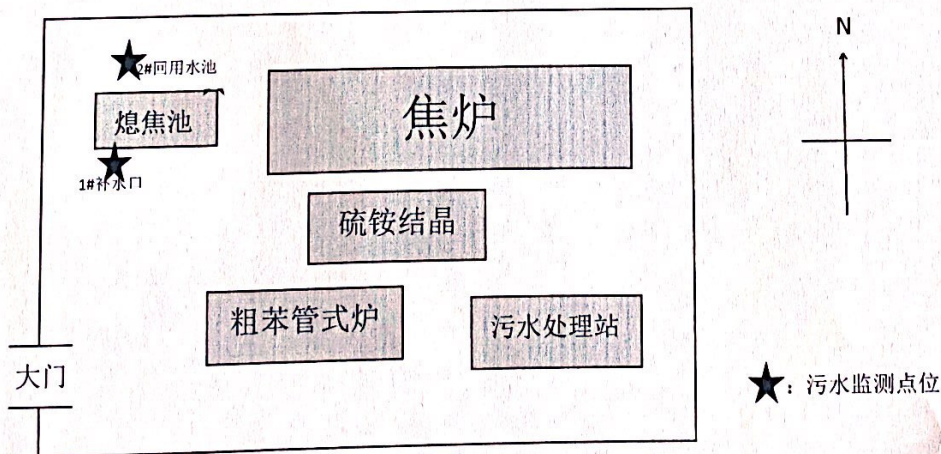 N
2#回用水池
熄焦池
焦炉
1#补水口
硫铵结晶
粗苯管式炉
污水处理站
大门
★：污水监测点位